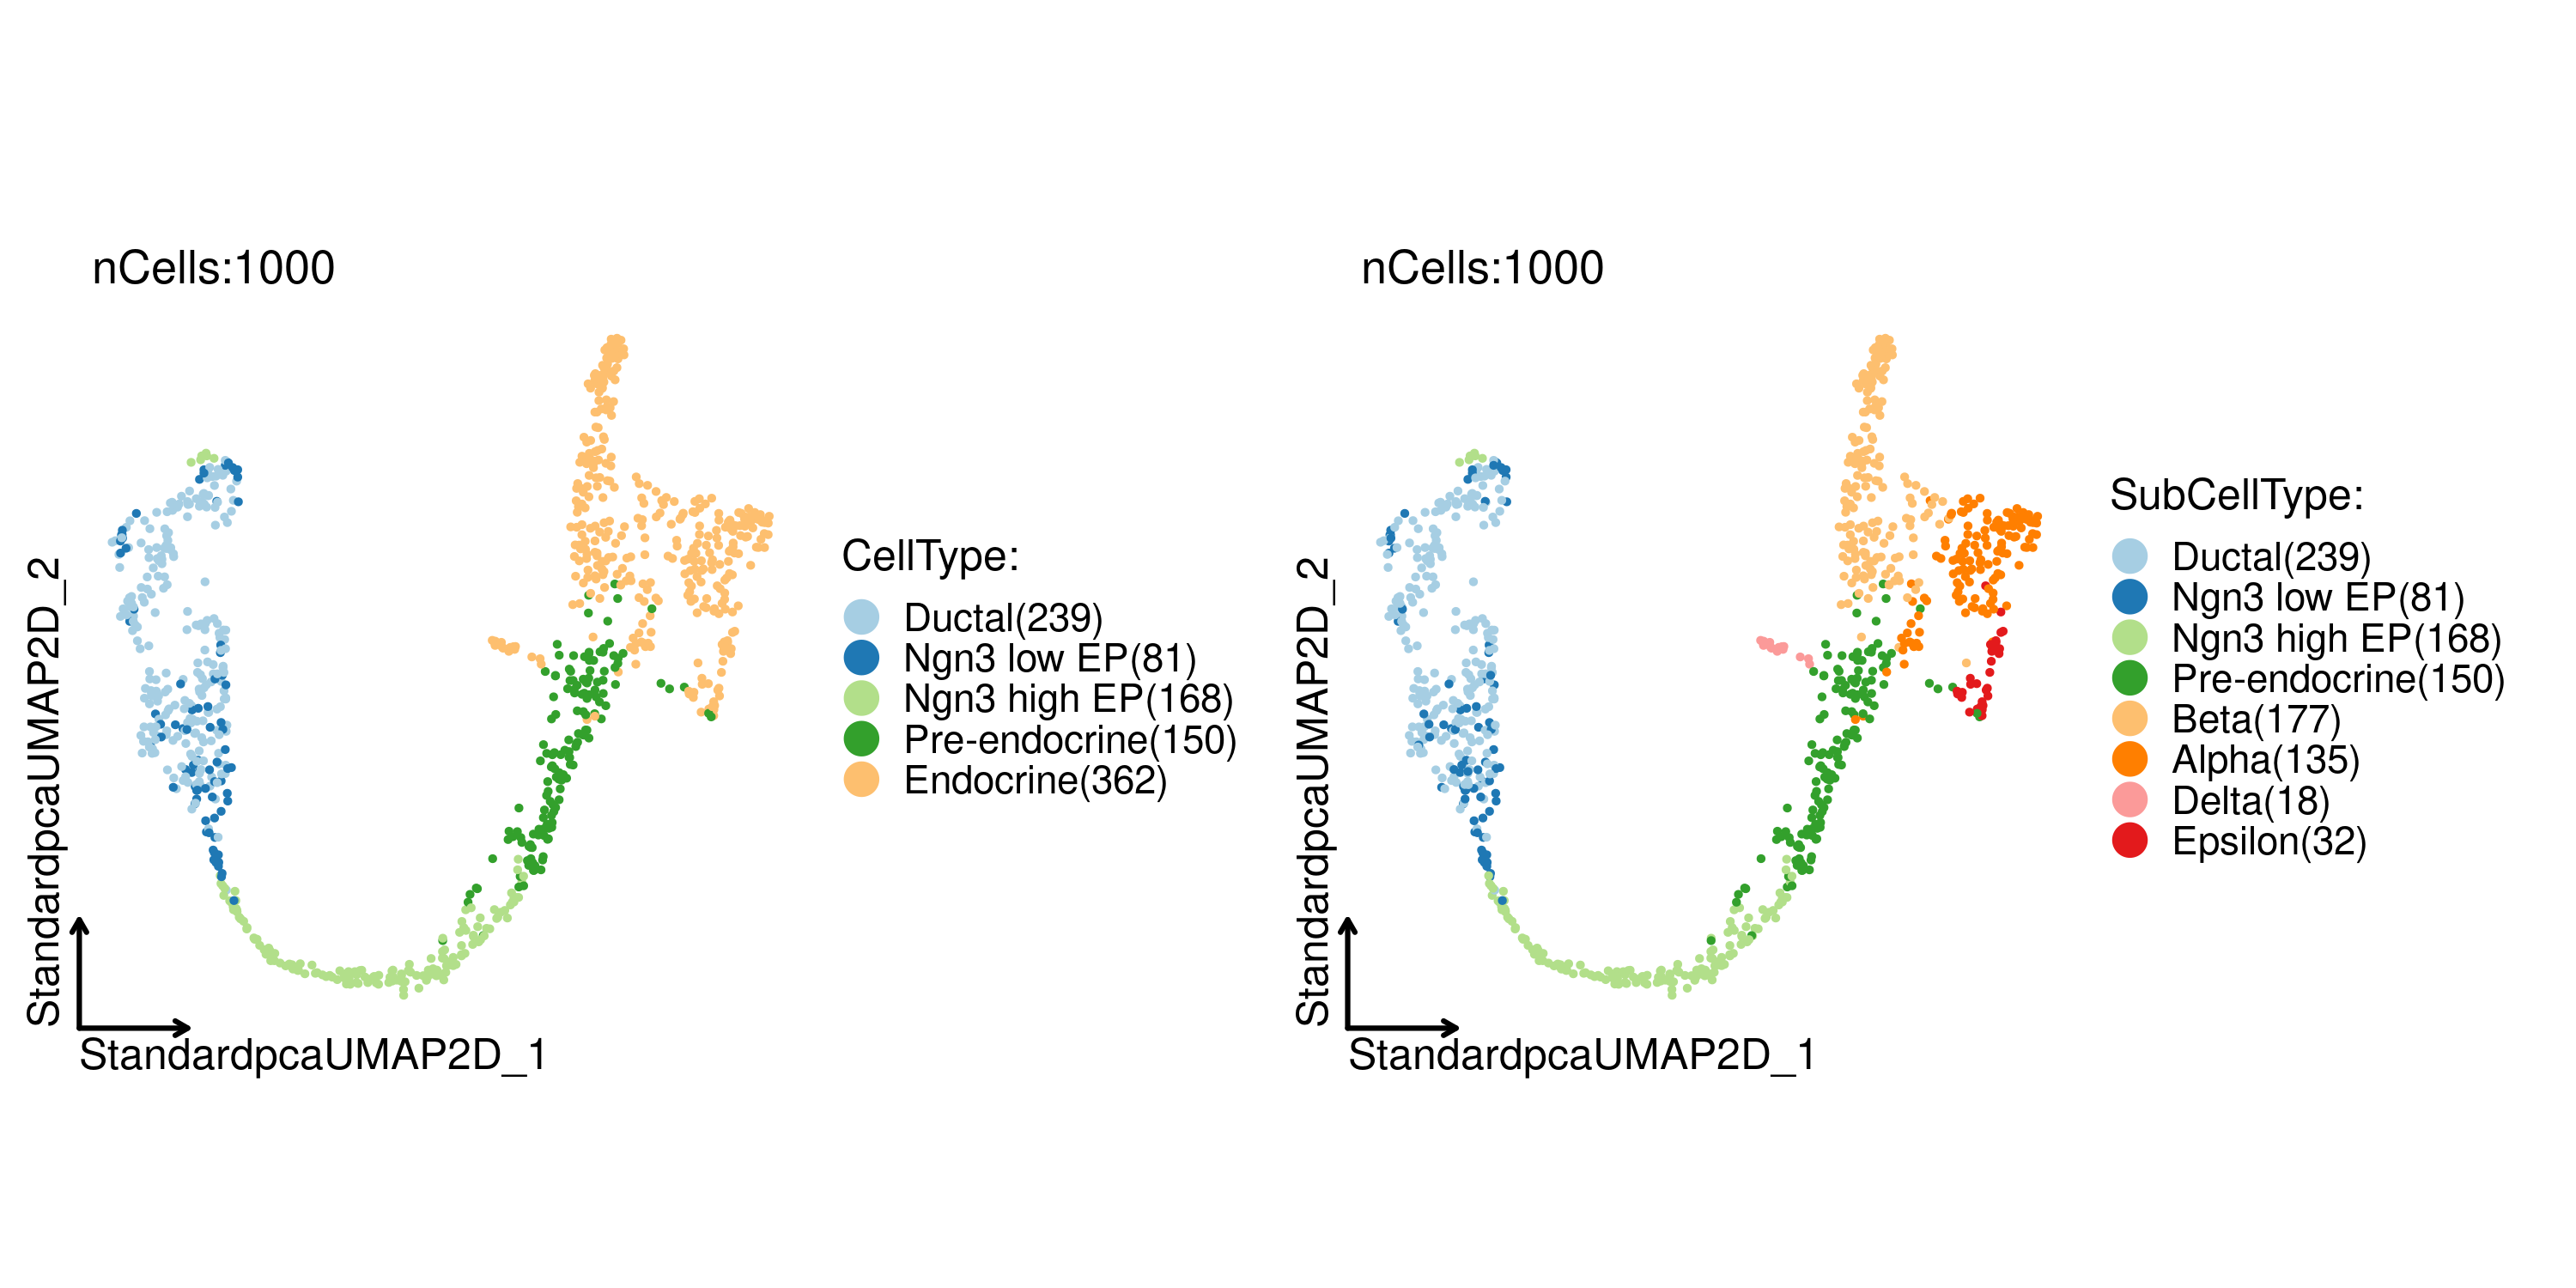 nCells:1000
StandardpcaUMAP2D_2
StandardpcaUMAP2D_1
CellType:
Ductal(239)
Ngn3 low EP(81)
Ngn3 high EP(168)
Pre-endocrine(150)
Endocrine(362)
nCells:1000
StandardpcaUMAP2D_2
StandardpcaUMAP2D_1
SubCellType:
Ductal(239)
Ngn3 low EP(81)
Ngn3 high EP(168)
Pre-endocrine(150)
Beta(177)
Alpha(135)
Delta(18)
Epsilon(32)